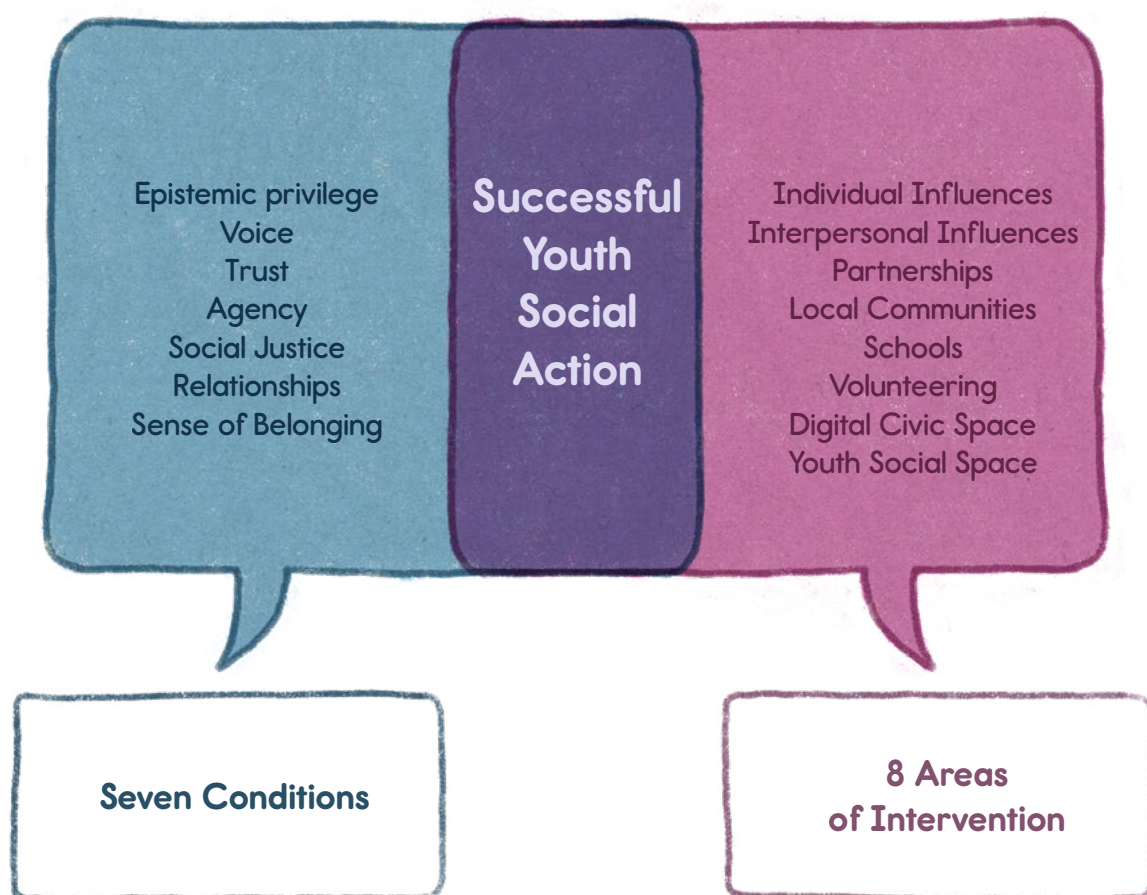 Epistemic privilege
Voice
Trust
Agency
Social Justice
Relationships
Sense of Belonging
Successful
Youth
Social
Action
Individual Influences
Interpersonal Influences
Partnerships
Local Communities
Schools
Volunteering
Digital Civic Space
Youth Social Space
Seven Conditions
8 Areas
of Intervention